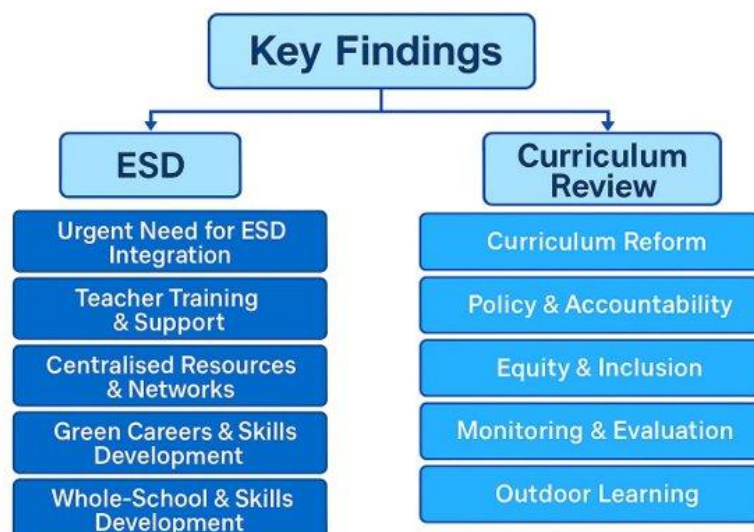 Key Findings
ESD
Urgent Need for ESD
Integration
Teacher Training
& Support
Centralised Resources
& Networks
Green Careers & Skills
Development
Whole-School & Skills
Development
Curriculum
Review
Curriculum Reform
Policy & Accountability
Equity & Inclusion
Monitoring & Evaluation
Outdoor Learning